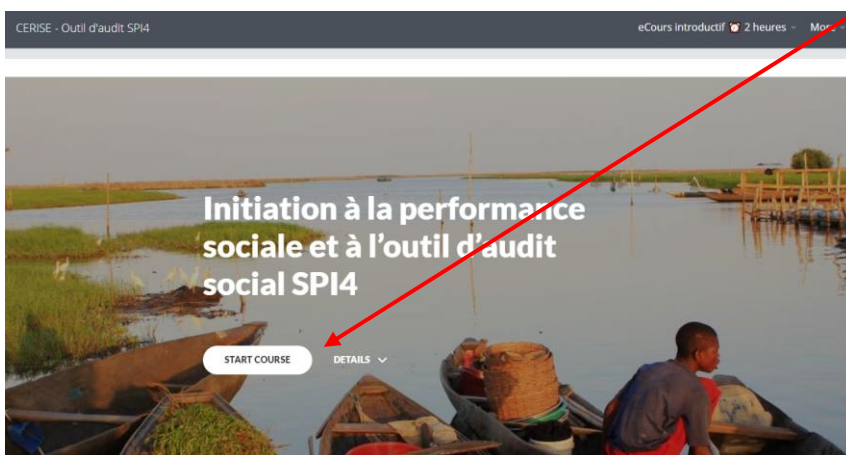 CERISE - Outil d'audit SPI4
eCours introductif ⏰ 2 heures
More
Initiation à la performance
sociale et à l’outil d’audit
social SPI4
START COURSE
DETAILS